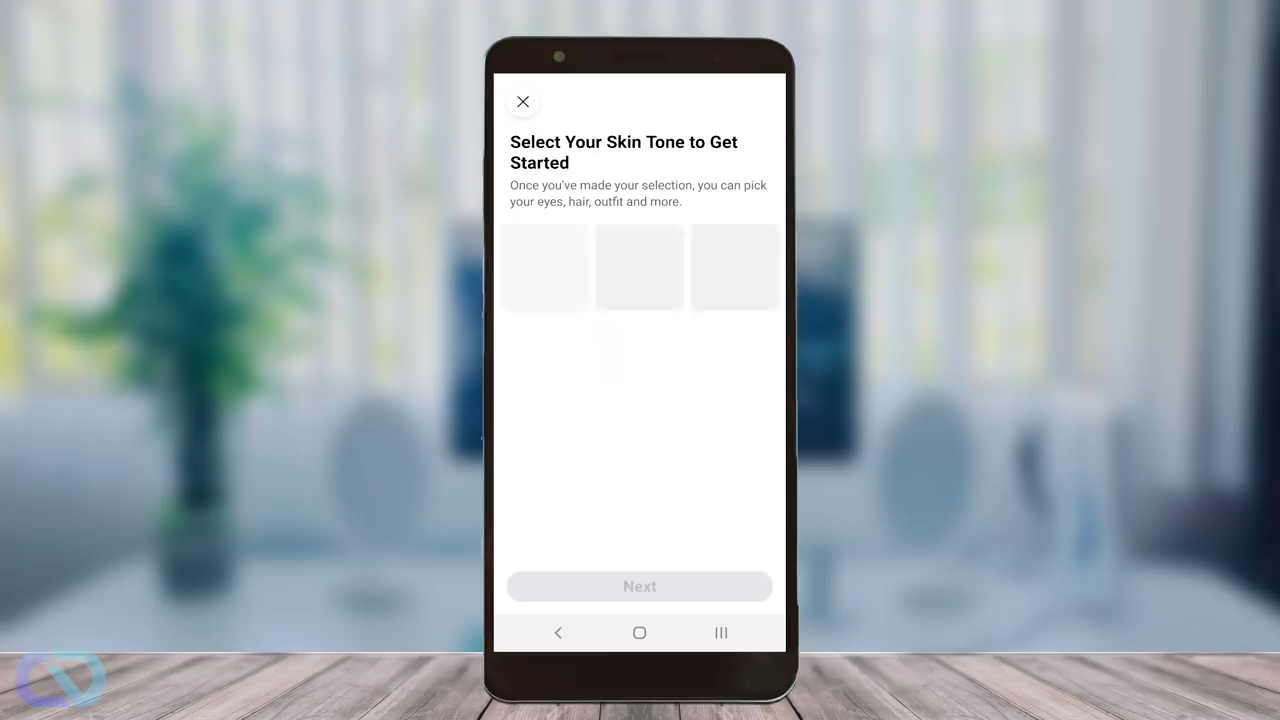 Select Your Skin Tone to Get
Started
Once you've made your selection, you can pick
your eyes, hair, outfit and more.
Next